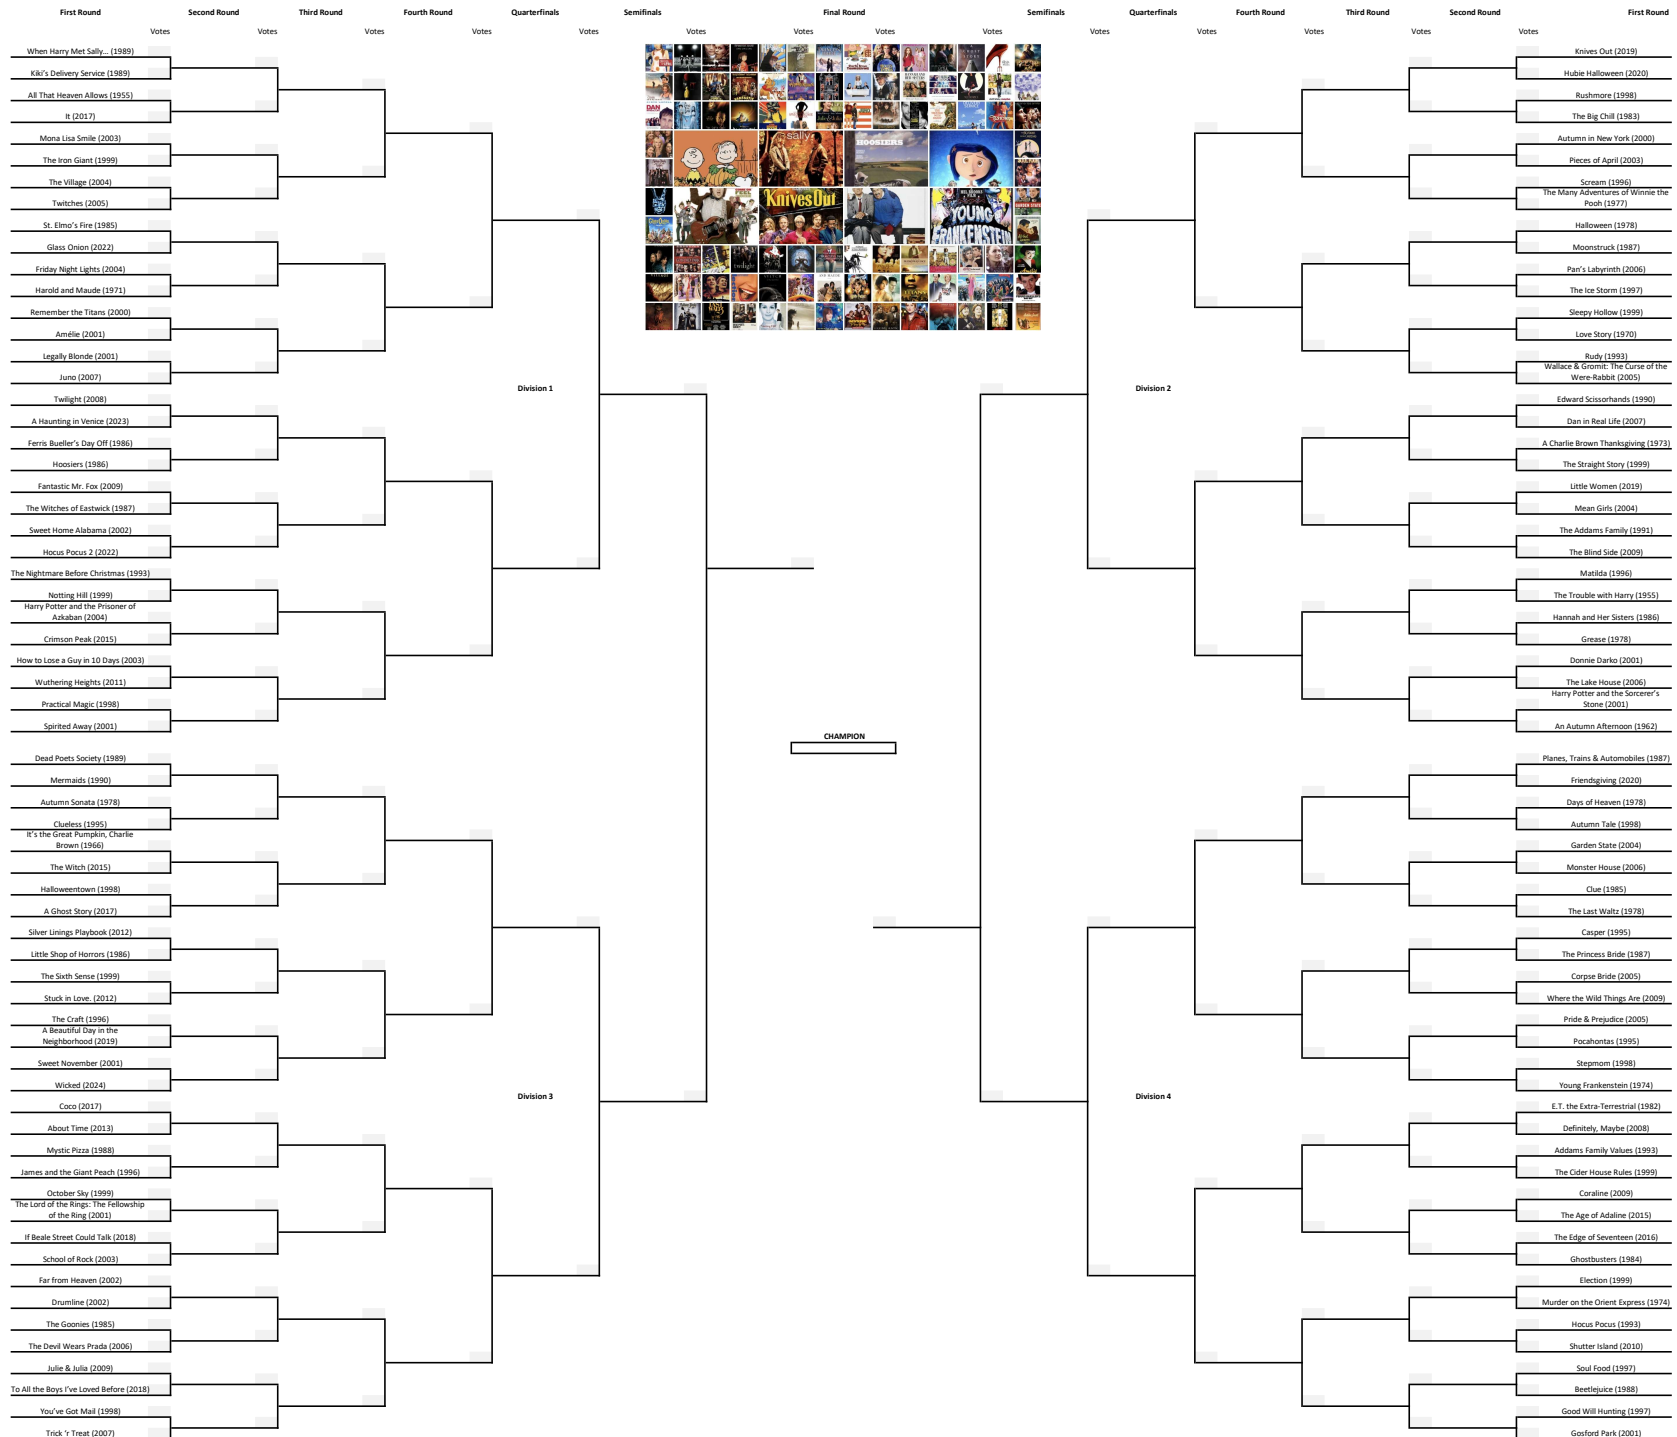 First Round
Second Round
Third Round
Fourth Round
Quarterfinals
Semifinals
Final Round
Semifinals
Quarterfinals
Fourth Round
Third Round
Second Round
First Round
Votes
Votes
Votes
Votes
Votes
Votes
Votes
Votes
Votes
Votes
Votes
Votes
Votes
Votes
When Harry Met Sally... (1989)
Kiki's Delivery Service (1989)
All That Heaven Allows (1955)
It (2017)
Mona Lisa Smile (2003)
The Iron Giant (1999)
The Village (2004)
Twitches (2005)
St. Elmo's Fire (1985)
Glass Onion (2022)
Friday Night Lights (2004)
Harold and Maude (1971)
Remember the Titans (2000)
Amélie (2001)
Legally Blonde (2001)
Juno (2007)
Twilight (2008)
A Haunting in Venice (2023)
Ferris Bueller's Day Off (1986)
Hoosiers (1986)
Fantastic Mr. Fox (2009)
The Witches of Eastwick (1987)
Sweet Home Alabama (2002)
Hocus Pocus 2 (2022)
The Nightmare Before Christmas (1993)
Notting Hill (1999)
Harry Potter and the Prisoner of
Azkaban (2004)
Crimson Peak (2015)
How to Lose a Guy in 10 Days (2003)
Wuthering Heights (2011)
Practical Magic (1998)
Spirited Away (2001)
Division 1
sally
HOOSIERS
Knives Out
YOUNG
FRANKENSTEIN
twilight
DAN
Division 2
Knives Out (2019)
Hubie Halloween (2020)
Rushmore (1998)
The Big Chill (1983)
Autumn in New York (2000)
Pieces of April (2003)
Scream (1996)
The Many Adventures of Winnie the
Pooh (1977)
Halloween (1978)
Moonstruck (1987)
Pan's Labyrinth (2006)
The Ice Storm (1997)
Sleepy Hollow (1999)
Love Story (1970)
Rudy (1993)
Wallace & Gromit: The Curse of the
Were-Rabbit (2005)
Edward Scissorhands (1990)
Dan in Real Life (2007)
A Charlie Brown Thanksgiving (1973)
The Straight Story (1999)
Little Women (2019)
Mean Girls (2004)
The Addams Family (1991)
The Blind Side (2009)
Matilda (1996)
The Trouble with Harry (1955)
Hannah and Her Sisters (1986)
Grease (1978)
Donnie Darko (2001)
The Lake House (2006)
Harry Potter and the Sorcerer's
Stone (2001)
An Autumn Afternoon (1962)
CHAMPION
Dead Poets Society (1989)
Mermaids (1990)
Autumn Sonata (1978)
Clueless (1995)
It's the Great Pumpkin, Charlie
Brown (1966)
The Witch (2015)
Halloweentown (1998)
A Ghost Story (2017)
Silver Linings Playbook (2012)
Little Shop of Horrors (1986)
The Sixth Sense (1999)
Stuck in Love. (2012)
The Craft (1996)
A Beautiful Day in the
Neighborhood (2019)
Sweet November (2001)
Wicked (2024)
Coco (2017)
About Time (2013)
Mystic Pizza (1988)
James and the Giant Peach (1996)
October Sky (1999)
The Lord of the Rings: The Fellowship
of the Ring (2001)
If Beale Street Could Talk (2018)
School of Rock (2003)
Far from Heaven (2002)
Drumline (2002)
The Goonies (1985)
The Devil Wears Prada (2006)
Julie & Julia (2009)
To All the Boys I've Loved Before (2018)
You've Got Mail (1998)
Trick 'r Treat (2007)
Division 3
Division 4
Planes, Trains & Automobiles (1987)
Friendsgiving (2020)
Days of Heaven (1978)
Autumn Tale (1998)
Garden State (2004)
Monster House (2006)
Clue (1985)
The Last Waltz (1978)
Casper (1995)
The Princess Bride (1987)
Corpse Bride (2005)
Where the Wild Things Are (2009)
Pride & Prejudice (2005)
Pocahontas (1995)
Stepmom (1998)
Young Frankenstein (1974)
E.T. the Extra-Terrestrial (1982)
Definitely, Maybe (2008)
Addams Family Values (1993)
The Cider House Rules (1999)
Coraline (2009)
The Age of Adaline (2015)
The Edge of Seventeen (2016)
Ghostbusters (1984)
Election (1999)
Murder on the Orient Express (1974)
Hocus Pocus (1993)
Shutter Island (2010)
Soul Food (1997)
Beetlejuice (1988)
Good Will Hunting (1997)
Gosford Park (2001)